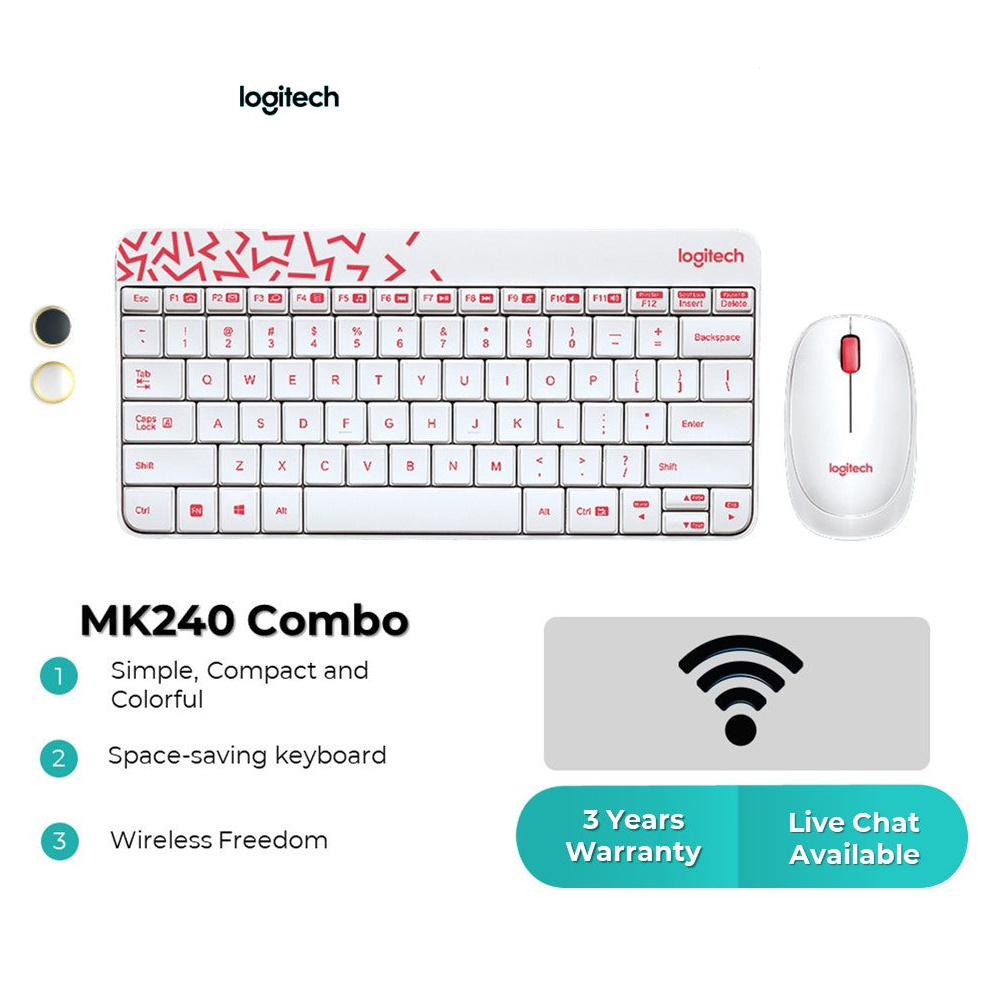 logitech
logitech
Esc F1 F2 F3 F4 F5 F6 F7 F8 F9 F10 F11 F12 Insert Delete
~ ! @ # $ % ^ & * ( ) — +
` 1 2 3 4 5 6 7 8 9 0 - = Backspace
Tab Q W E R T Y U I O P { [ } ] | \
Caps Lock A S D F G H J K L : ; " ' Enter
Shift Z X C V B N M < , > . ? / Shift
Ctrl FN Alt Alt Ctrl
logitech
MK240 Combo
1 Simple, Compact and
Colorful
2 Space-saving keyboard
3 Wireless Freedom
3 Years
Warranty
Live Chat
Available